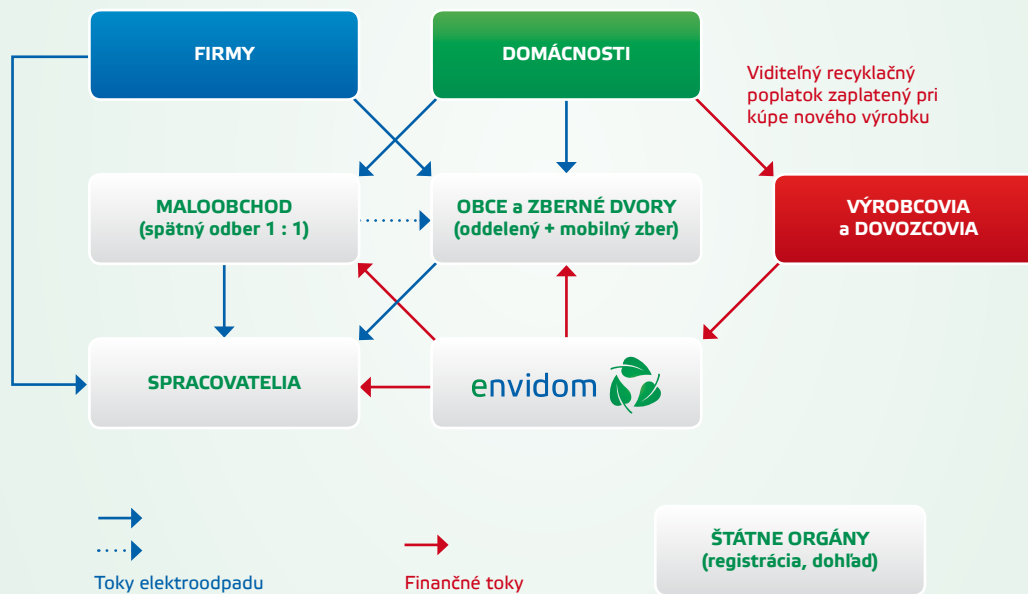 FIRMY
DOMÁCNOSTI
Viditeľný recyklačný
poplatok zaplatený pri
kúpe nového výrobku
MALOOBCHOD
(spätný odber 1 : 1)
OBCE a ZBERNÉ DVORY
(oddelený + mobilný zber)
VÝROBCOVIA
a DOVOZCOVIA
SPRACOVATELIA
envidom
Toky elektroodpadu
Finančné toky
ŠTÁTNE ORGÁNY
(registrácia, dohľad)